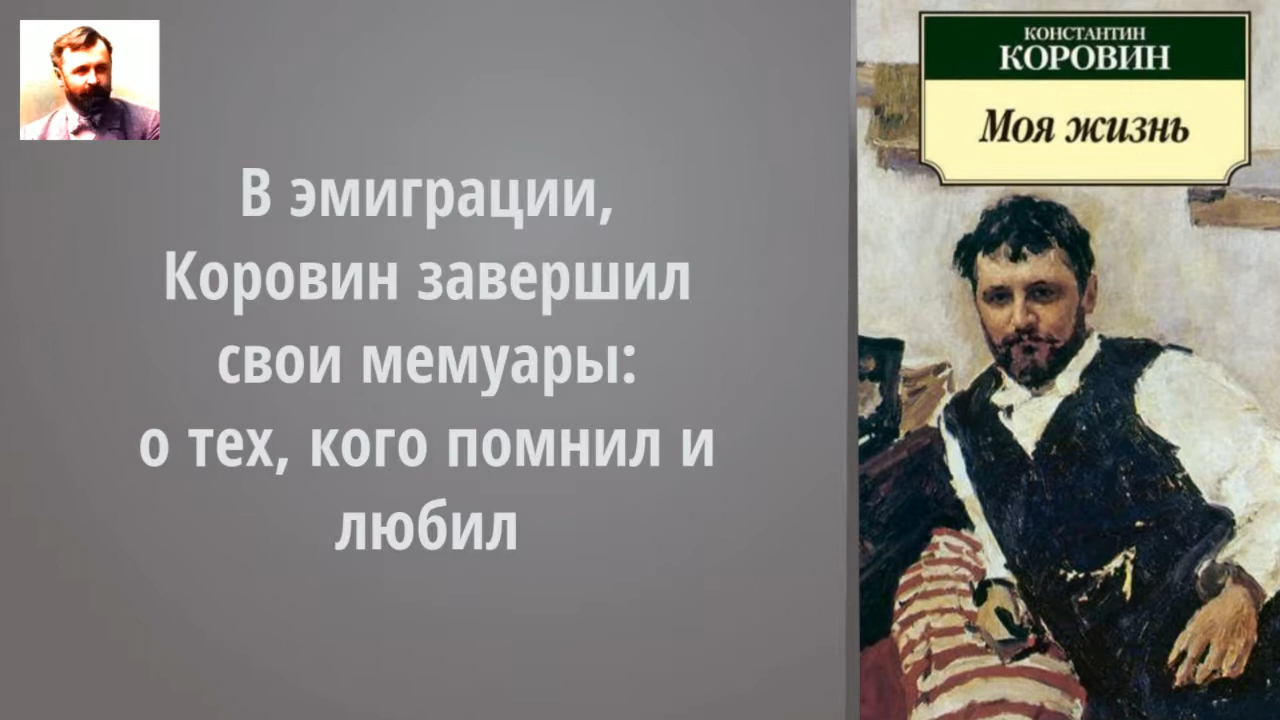 В эмиграции,
Коровин завершил
свои мемуары:
о тех, кого помнил и
любил
КОНСТАНТИН
КОРОВИН
Моя жизнь